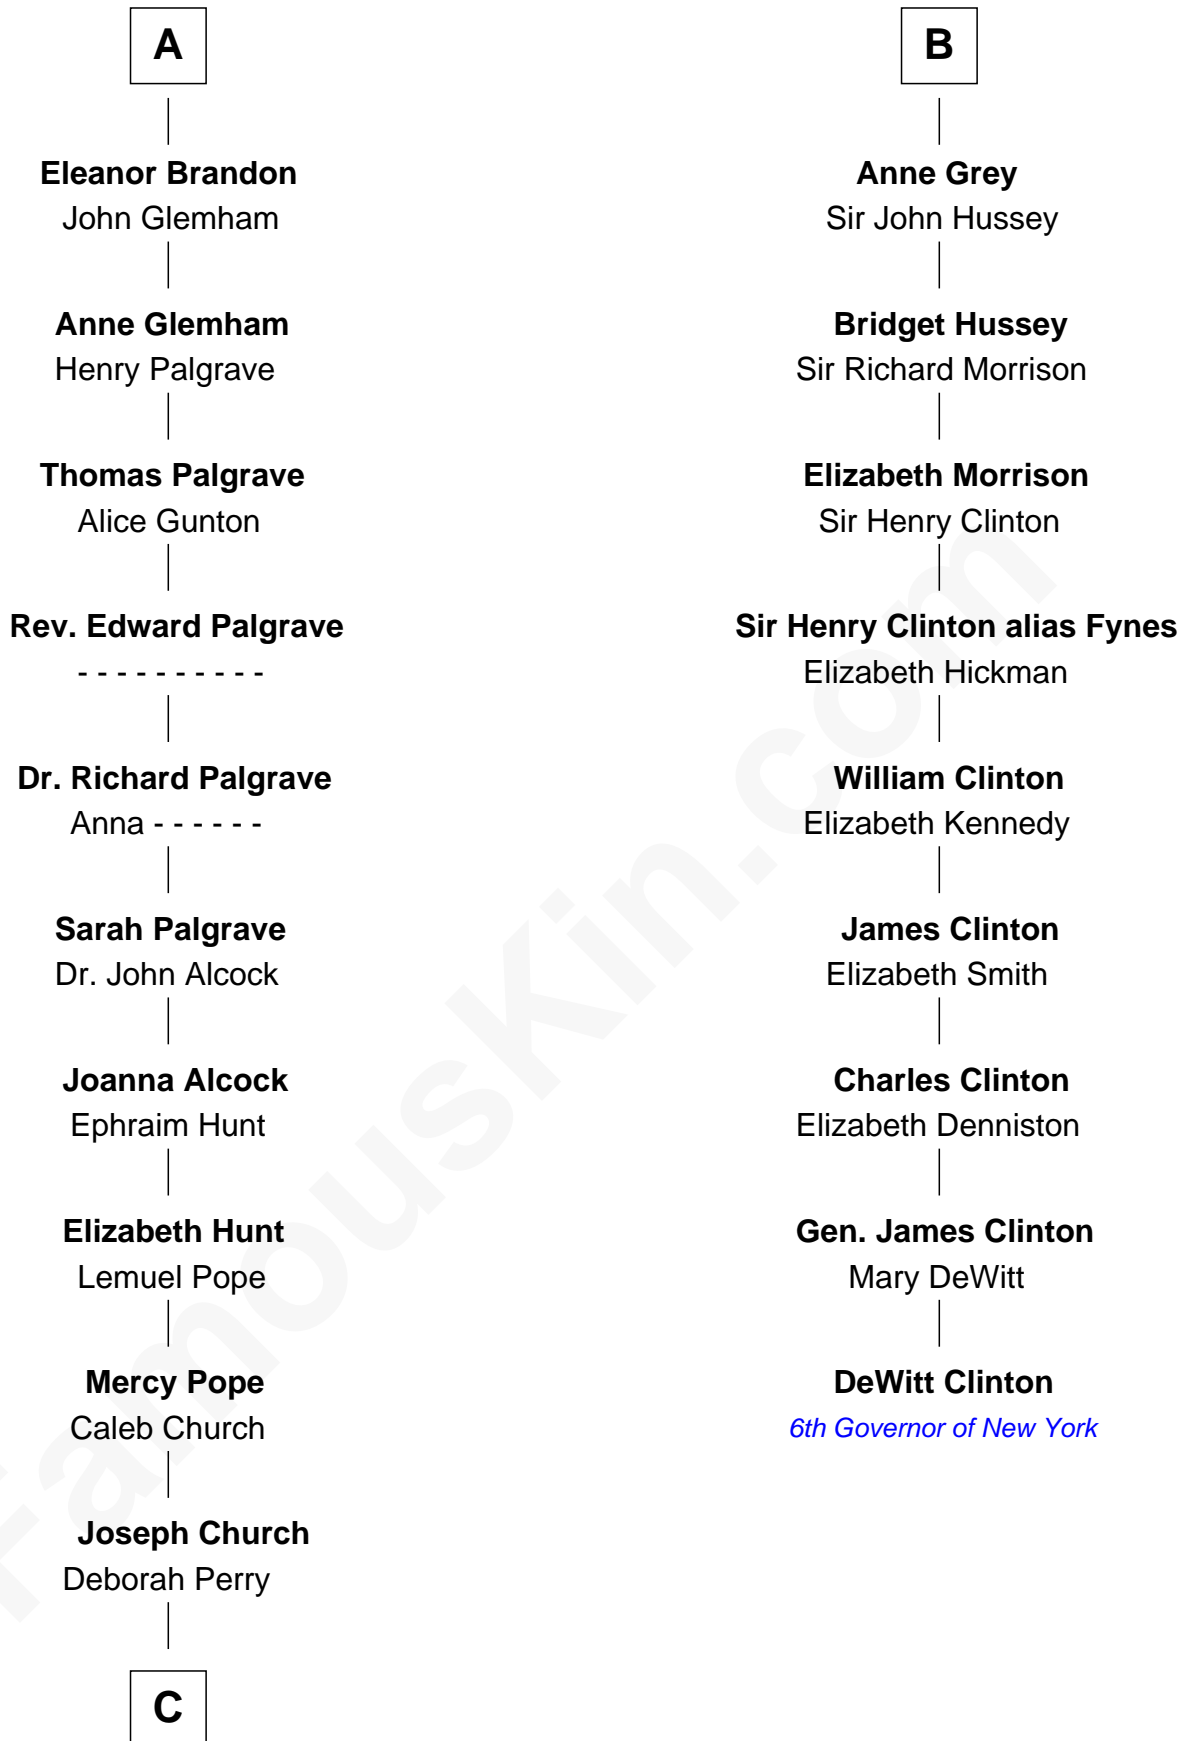 A
Eleanor Brandon
John Glemham
Anne Glemham
Henry Palgrave
Thomas Palgrave
Alice Gunton
Rev. Edward Palgrave
- - - - - - - - - -
Dr. Richard Palgrave
Anna - - - - - -
Sarah Palgrave
Dr. John Alcock
Joanna Alcock
Ephraim Hunt
Elizabeth Hunt
Lemuel Pope
Mercy Pope
Caleb Church
Joseph Church
Deborah Perry
C
B
Anne Grey
Sir John Hussey
Bridget Hussey
Sir Richard Morrison
Elizabeth Morrison
Sir Henry Clinton
Sir Henry Clinton alias Fynes
Elizabeth Hickman
William Clinton
Elizabeth Kennedy
James Clinton
Elizabeth Smith
Charles Clinton
Elizabeth Denniston
Gen. James Clinton
Mary DeWitt
DeWitt Clinton
6th Governor of New York
FamousKin.com